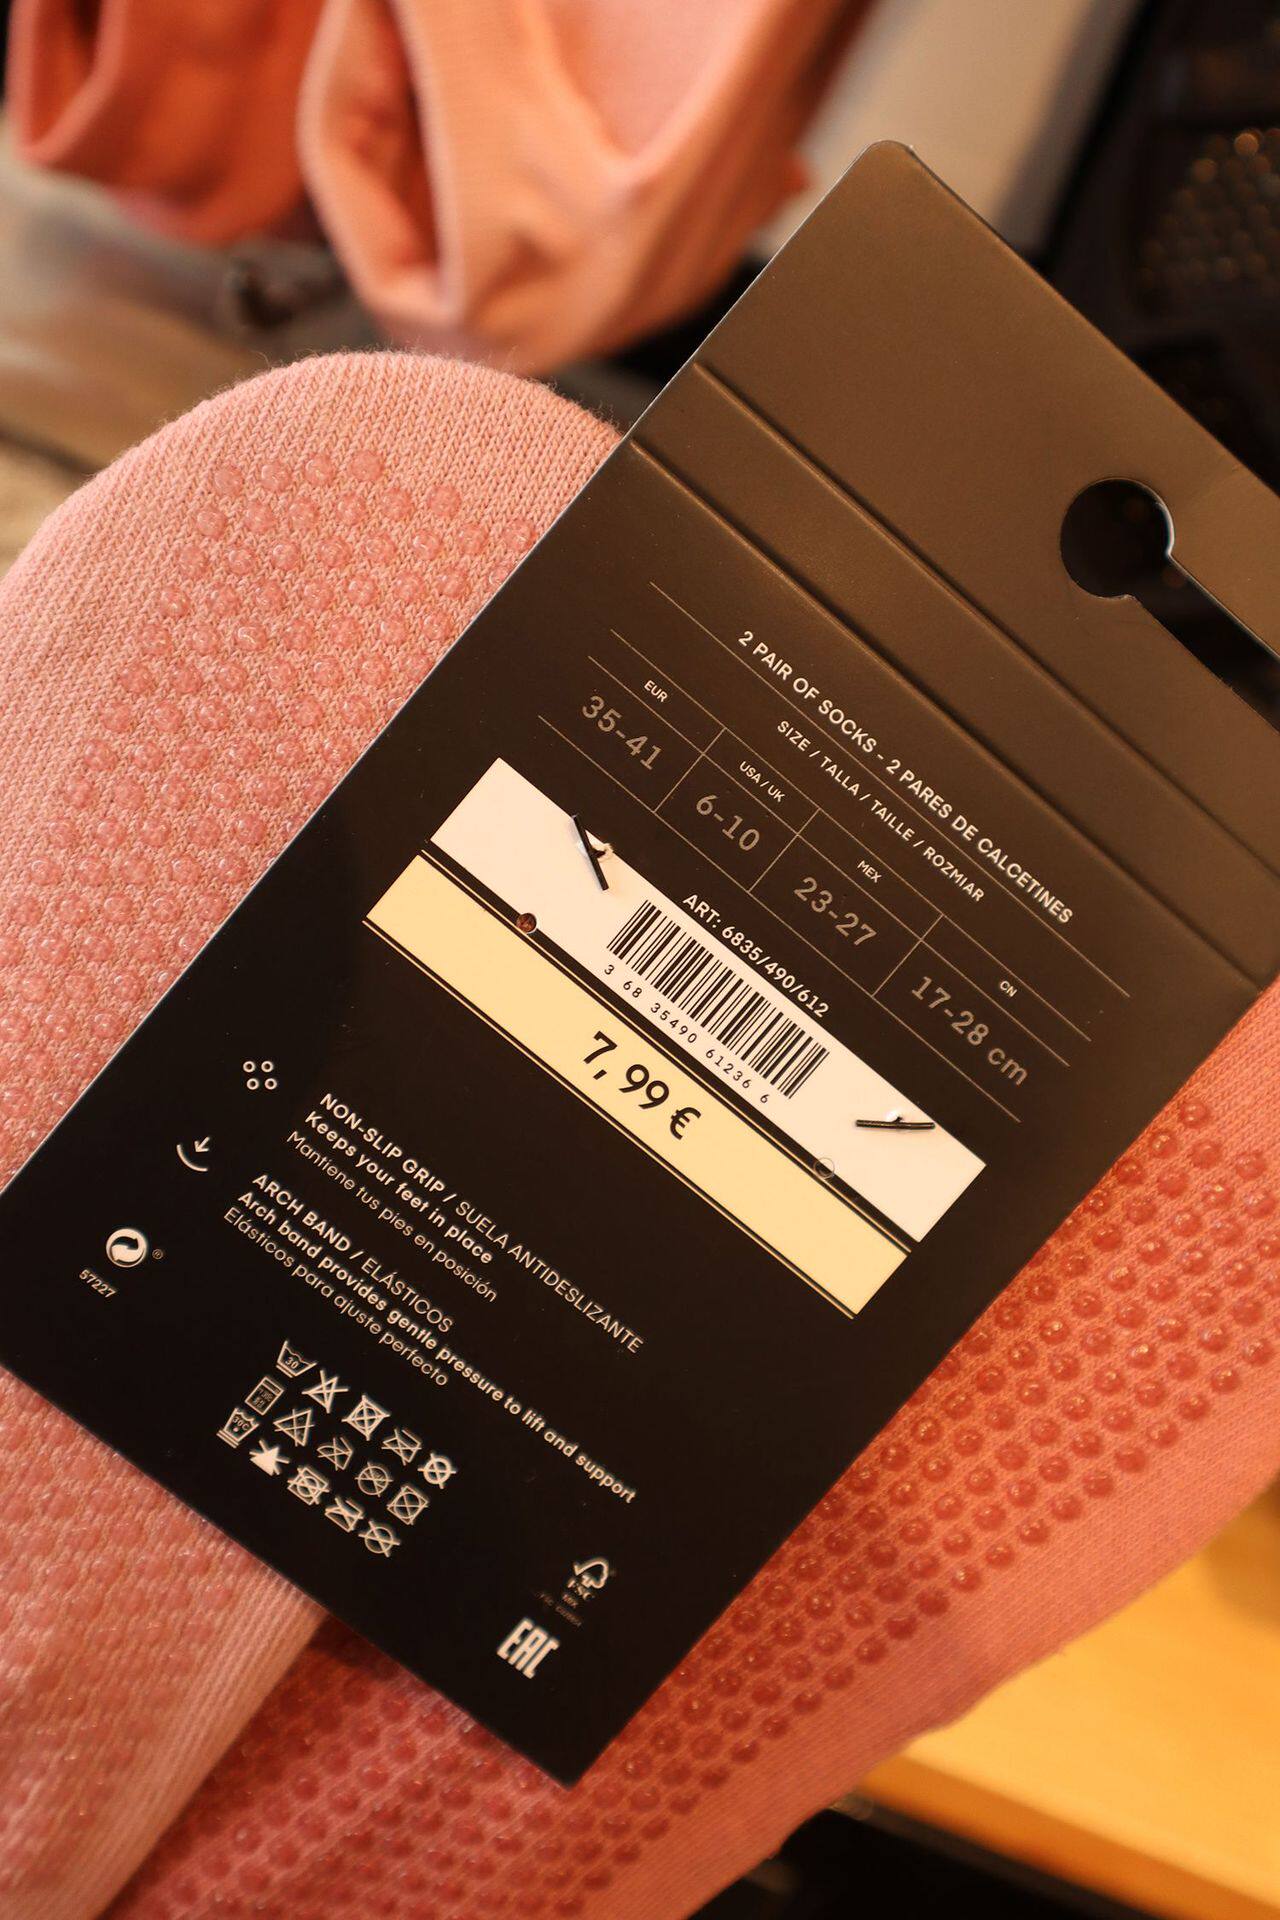 2 PAIR OF SOCKS - 2 PARES DE CALCETINES
SIZE / TALLA / TAILLE / ROZMIAR
EUR USA / UK MEX CN
35-41 6-10 23-27 17-28 cm
ART: 6835/490/612
3 68 35490 61236 6
7,99 €
NON-SLIP GRIP / SUELA ANTIDESLIZANTE
Keeps your feet in place
Mantiene tus pies en posición
ARCH BAND / ELÁSTICOS
Arch band provides gentle pressure to lift and support
Elásticos para ajuste perfecto
®
57227
30
FSC
MIX
EAC